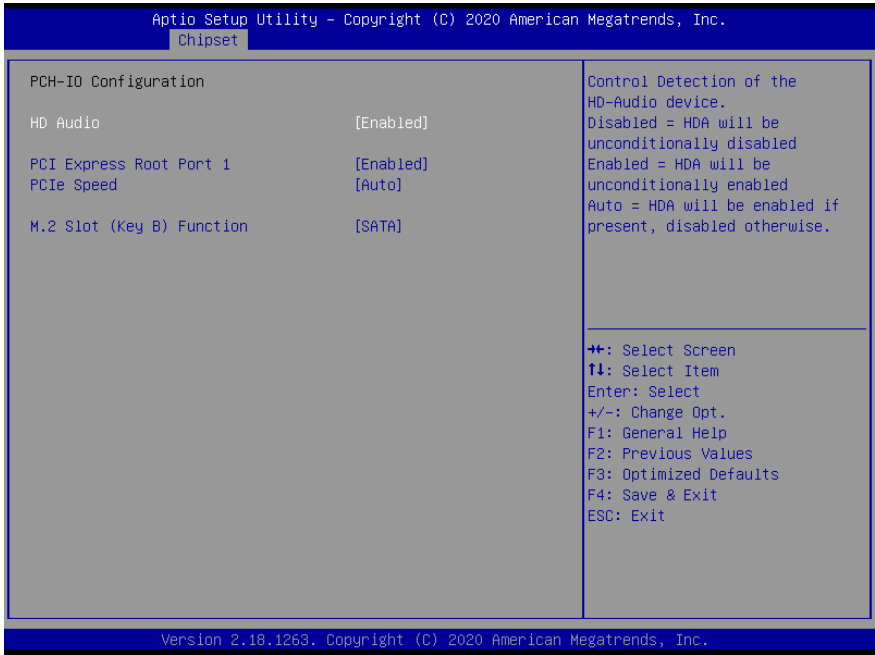 Aptio Setup Utility – Copyright (C) 2020 American Megatrends, Inc.
Chipset
PCH-IO Configuration
HD Audio [Enabled]
PCI Express Root Port 1 [Enabled]
PCIe Speed [Auto]
M.2 Slot (Key B) Function [SATA]
Control Detection of the
HD-Audio device.
Disabled = HDA will be
unconditionally disabled
Enabled = HDA will be
unconditionally enabled
Auto = HDA will be enabled if
present, disabled otherwise.
→←: Select Screen
↑↓: Select Item
Enter: Select
+/-: Change Opt.
F1: General Help
F2: Previous Values
F3: Optimized Defaults
F4: Save & Exit
ESC: Exit
Version 2.18.1263. Copyright (C) 2020 American Megatrends, Inc.